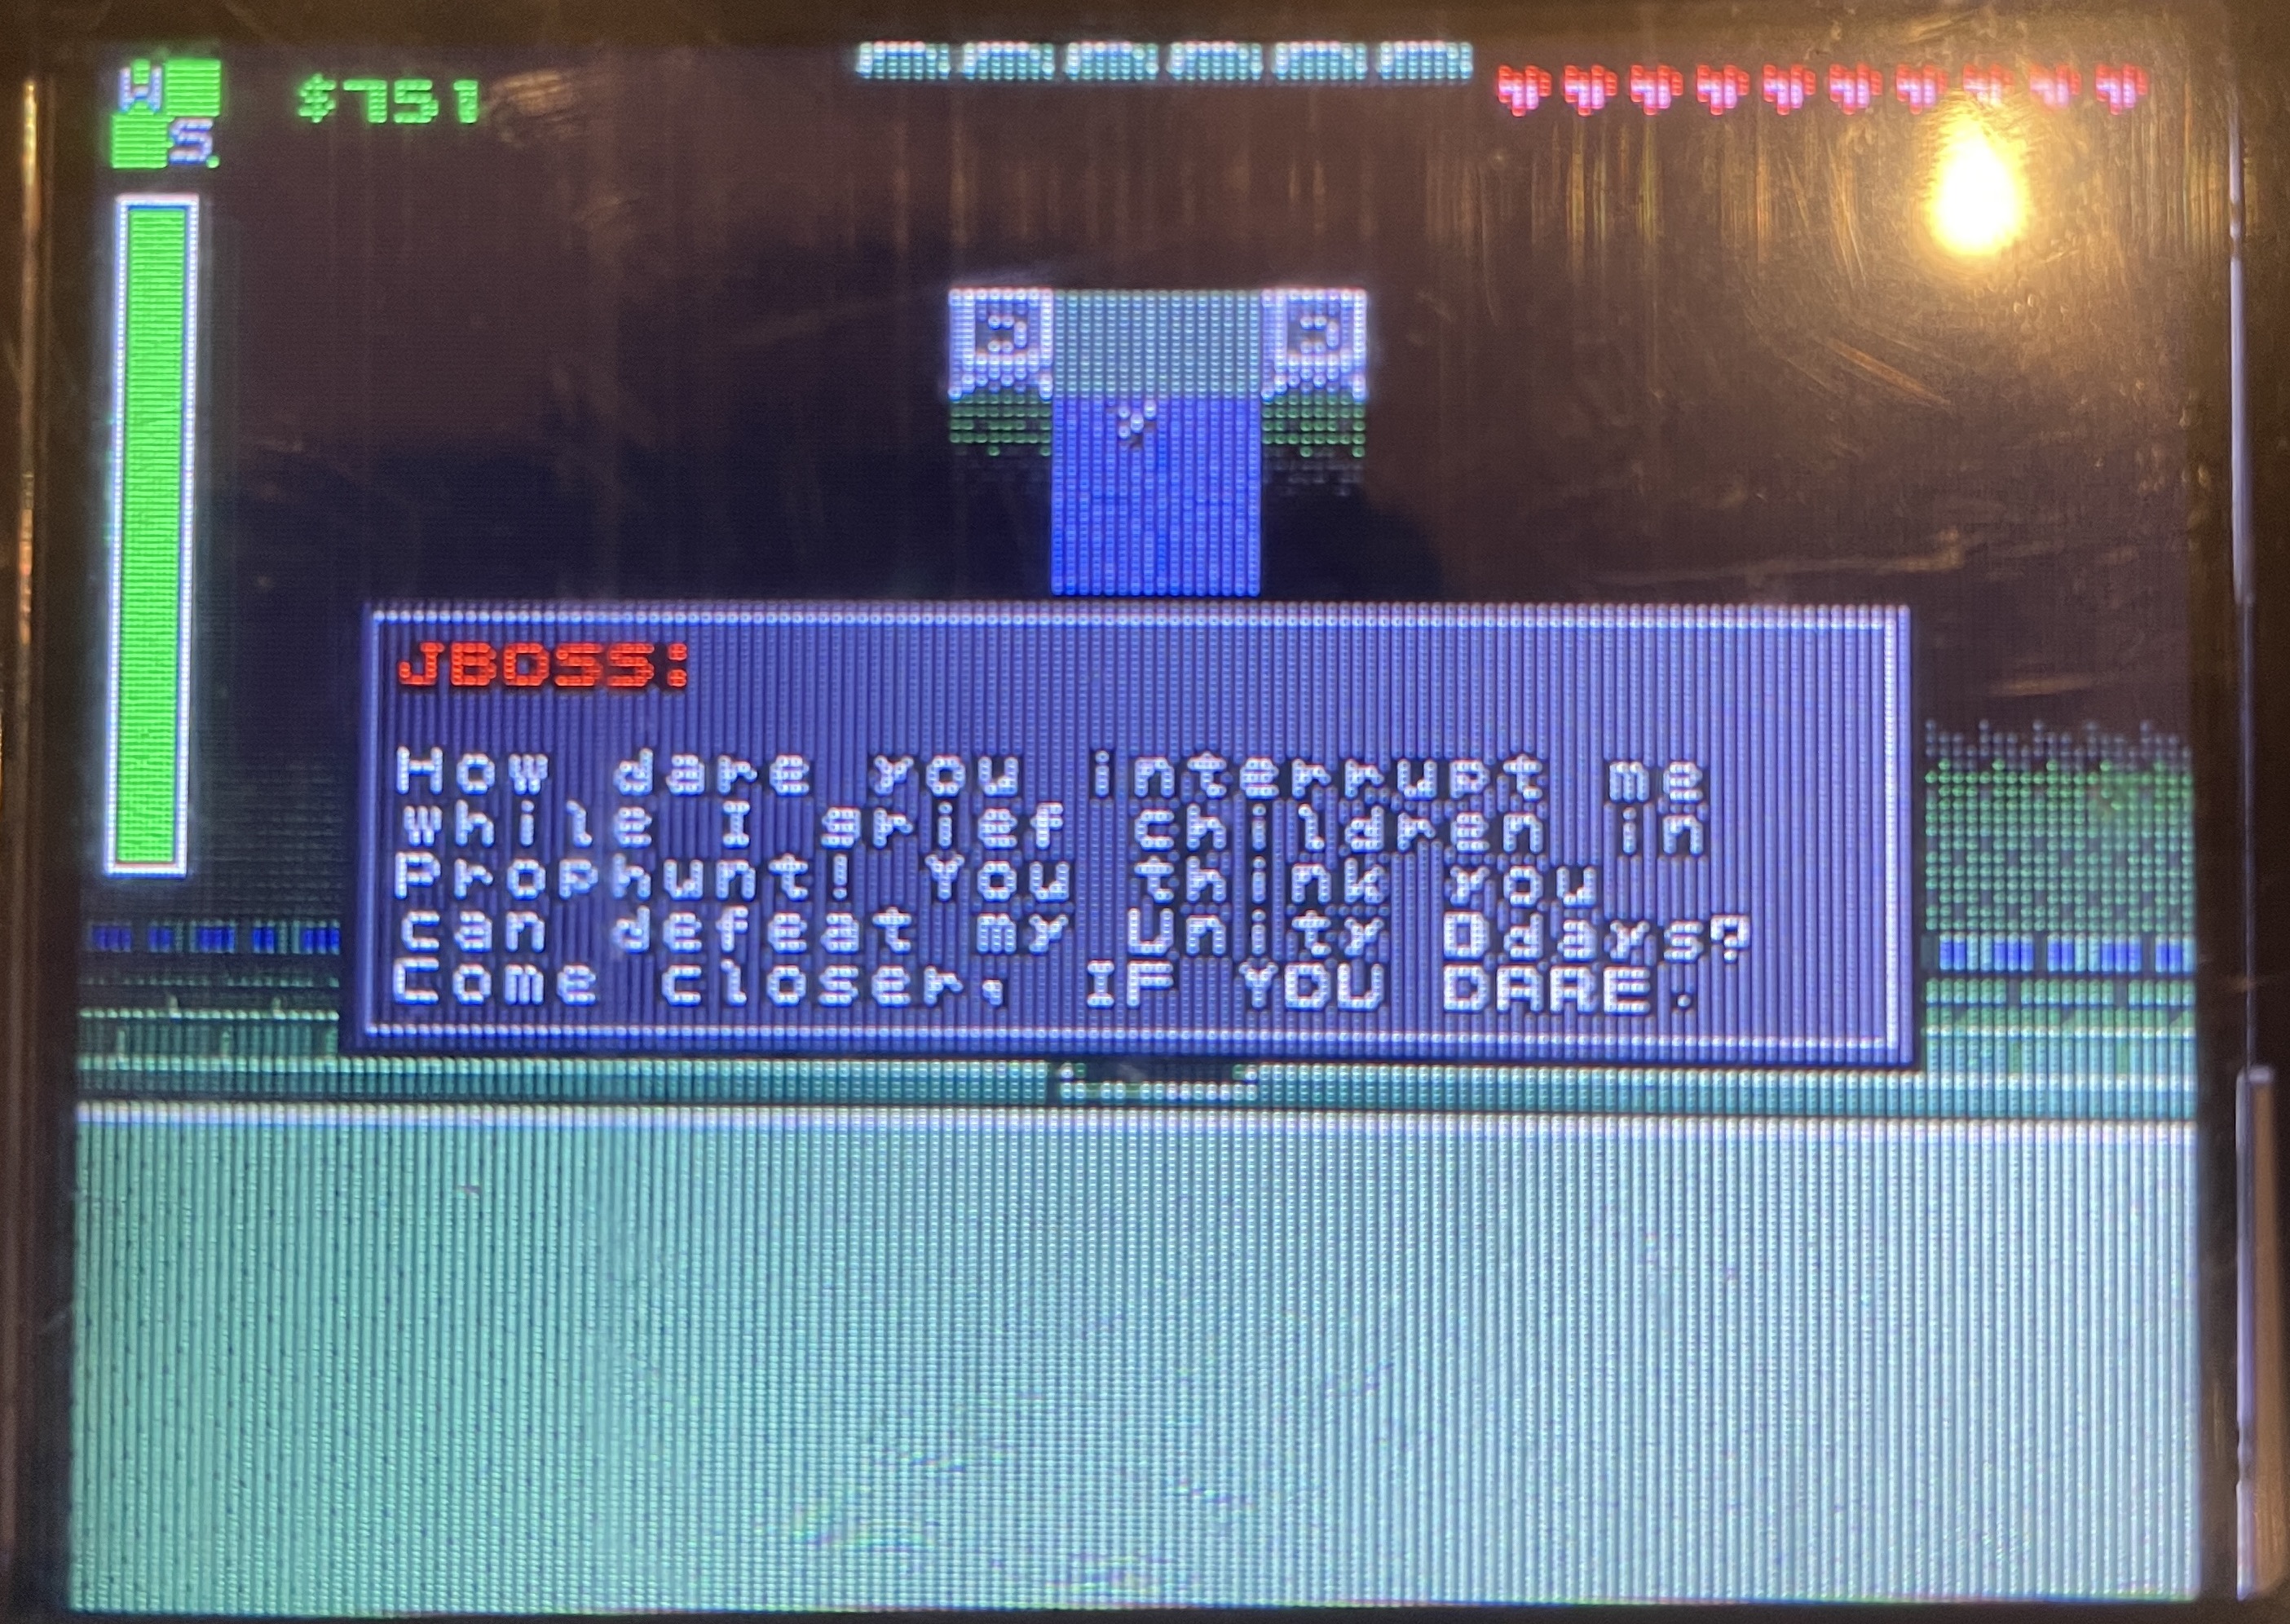 $751
JBOSS:
How dare you interrupt me
while I grief children in
Prophunt! You think you
can defeat my Unity Ddays?
Come closer, IF YOU DARE.